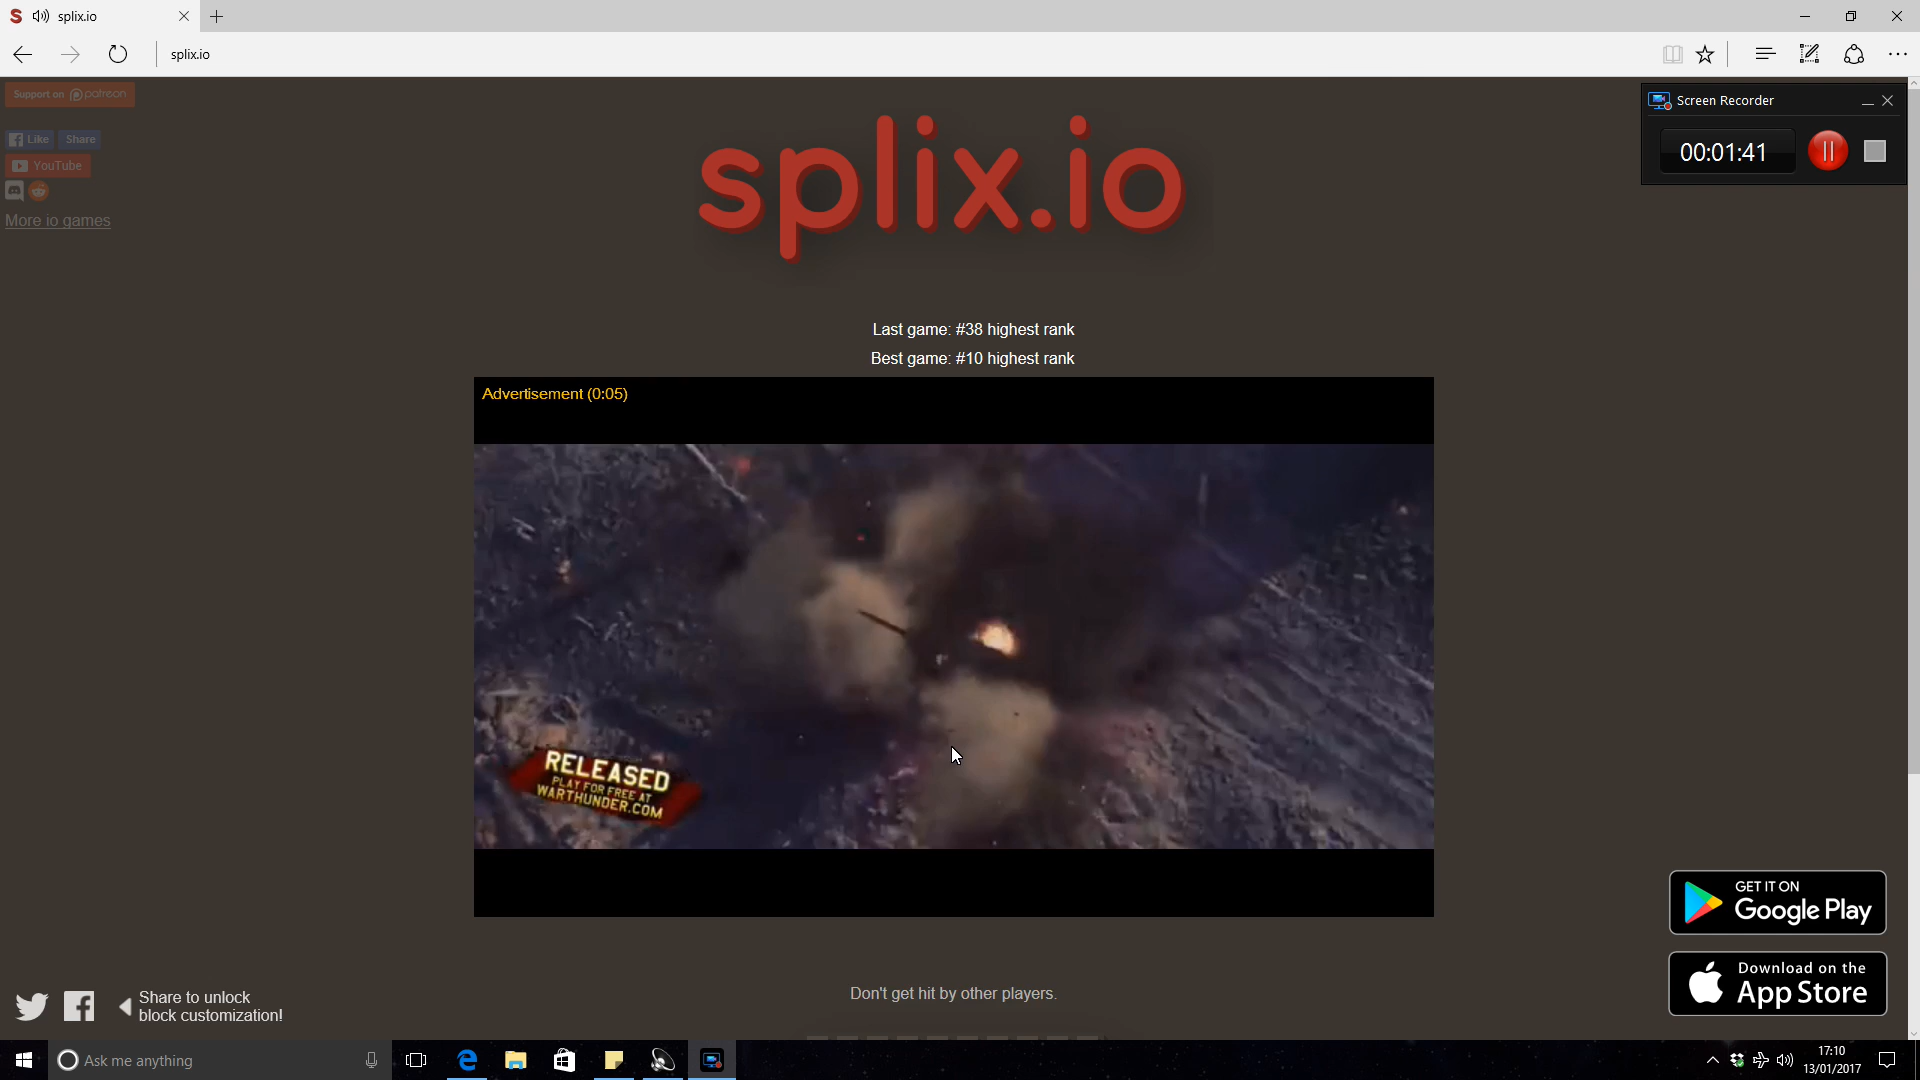 splix.io
splix.io
Support on patreon
Like Share
YouTube
More io games
splix.io
Screen Recorder
00:01:41
Last game: #38 highest rank
Best game: #10 highest rank
Advertisement (0:05)
RELEASED
PLAY FOR FREE AT
WARTHUNDER.COM
GET IT ON
Google Play
Download on the
App Store
Share to unlock
block customization!
Don't get hit by other players.
Ask me anything
17:10
13/01/2017